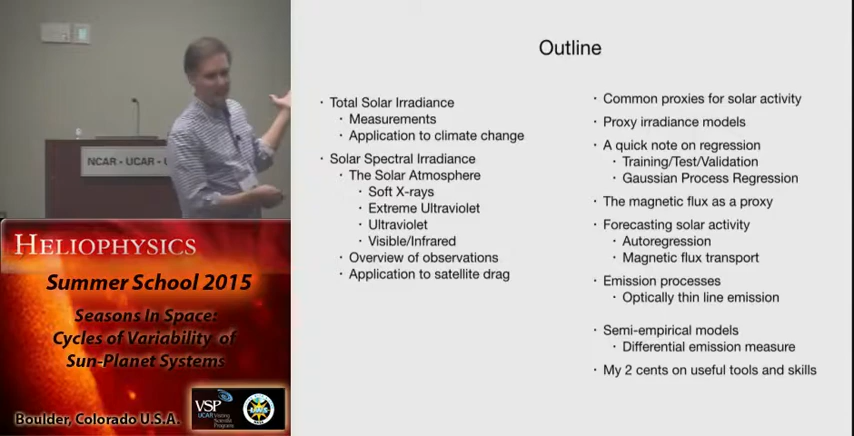 NCAR - UCAR - U
HELIOPHYSICS
Summer School 2015
Seasons In Space:
Cycles of Variability of
Sun-Planet Systems
Boulder, Colorado U.S.A.
VSP
UCAR Visiting
Scientist
Programs
Outline
· Total Solar Irradiance
· Measurements
· Application to climate change
· Solar Spectral Irradiance
· The Solar Atmosphere
· Soft X-rays
· Extreme Ultraviolet
· Ultraviolet
· Visible/Infrared
· Overview of observations
· Application to satellite drag
· Common proxies for solar activity
· Proxy irradiance models
· A quick note on regression
· Training/Test/Validation
· Gaussian Process Regression
· The magnetic flux as a proxy
· Forecasting solar activity
· Autoregression
· Magnetic flux transport
· Emission processes
· Optically thin line emission
· Semi-empirical models
· Differential emission measure
· My 2 cents on useful tools and skills